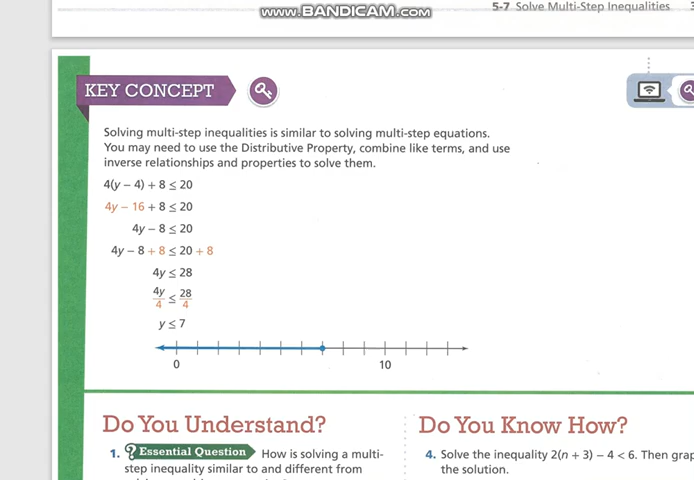 www.BANDICAM.com
5-7 Solve Multi-Step Inequalities
KEY CONCEPT
Solving multi-step inequalities is similar to solving multi-step equations.
You may need to use the Distributive Property, combine like terms, and use
inverse relationships and properties to solve them.
4(y − 4) + 8 ≤ 20
4y − 16 + 8 ≤ 20
4y − 8 ≤ 20
4y − 8 + 8 ≤ 20 + 8
4y ≤ 28
4y/4 ≤ 28/4
y ≤ 7
0 10
Do You Understand?
1. ? Essential Question How is solving a multi-
step inequality similar to and different from
Do You Know How?
4. Solve the inequality 2(n + 3) − 4 < 6. Then grap
the solution.